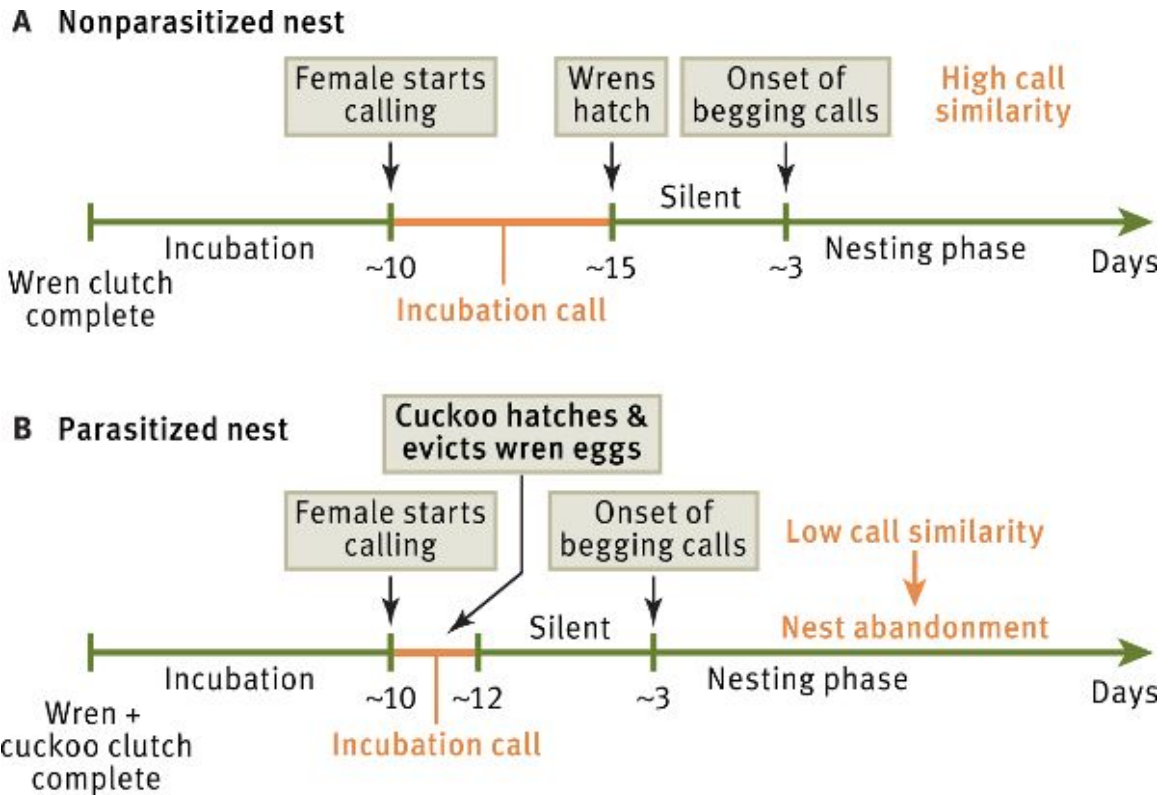 A Nonparasitized nest
Female starts
calling
Wrens
hatch
Onset of
begging calls
High call
similarity
Silent
Incubation
Nesting phase
Days
~10
~15
~3
Wren clutch
complete
Incubation call
B Parasitized nest
Cuckoo hatches &
evicts wren eggs
Female starts
calling
Onset of
begging calls
Low call similarity
Nest abandonment
Silent
Incubation
Nesting phase
Days
~10
~12
~3
Wren +
cuckoo clutch
complete
Incubation call